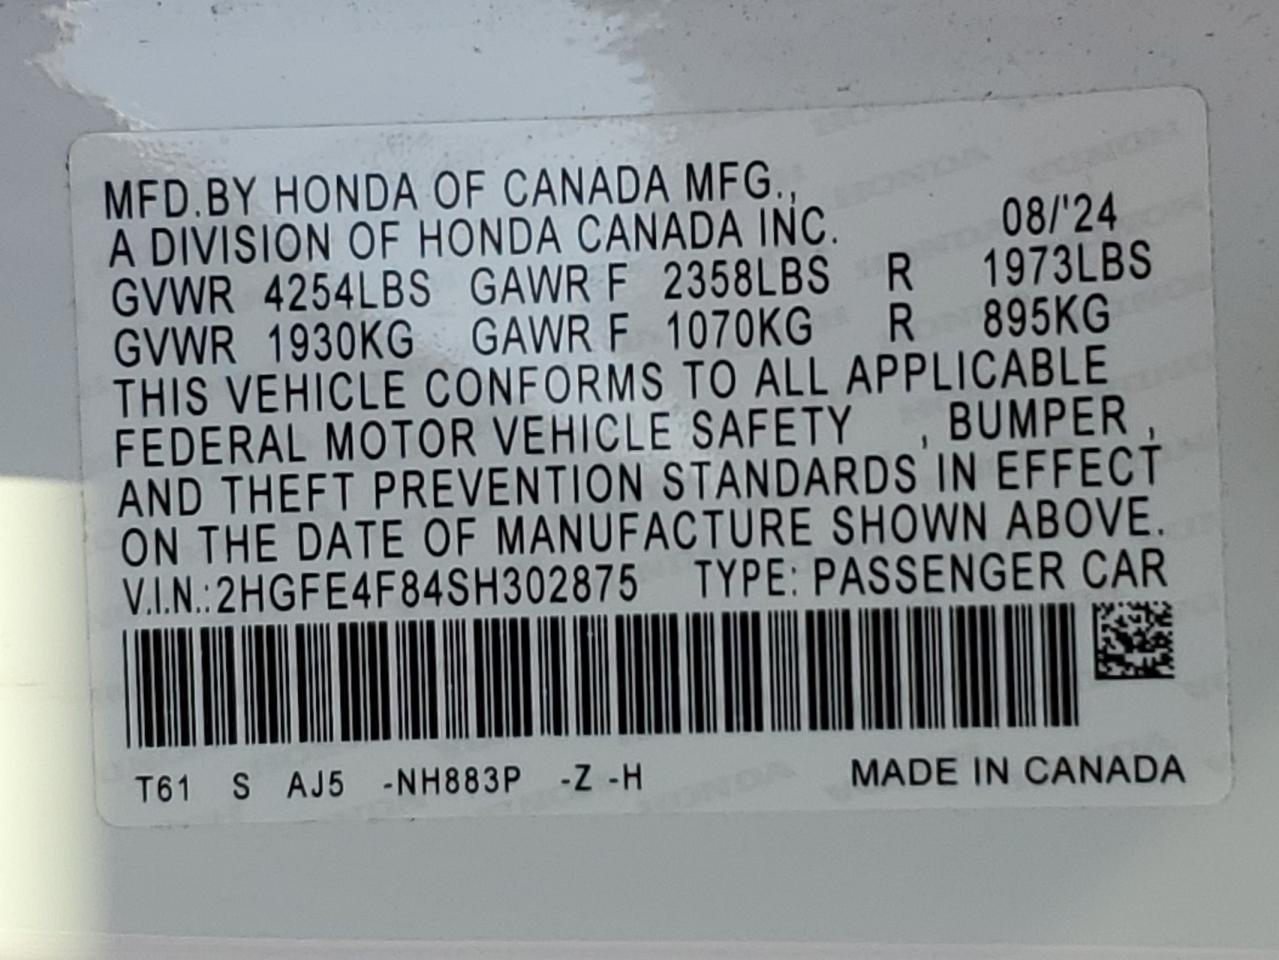 MFD.BY HONDA OF CANADA MFG.,
A DIVISION OF HONDA CANADA INC. 08/'24
GVWR 4254LBS GAWR F 2358LBS R 1973LBS
GVWR 1930KG GAWR F 1070KG R 895KG
THIS VEHICLE CONFORMS TO ALL APPLICABLE
FEDERAL MOTOR VEHICLE SAFETY , BUMPER ,
AND THEFT PREVENTION STANDARDS IN EFFECT
ON THE DATE OF MANUFACTURE SHOWN ABOVE.
V.I.N.:2HGFE4F84SH302875 TYPE: PASSENGER CAR
T61 S AJ5 -NH883P -Z -H MADE IN CANADA